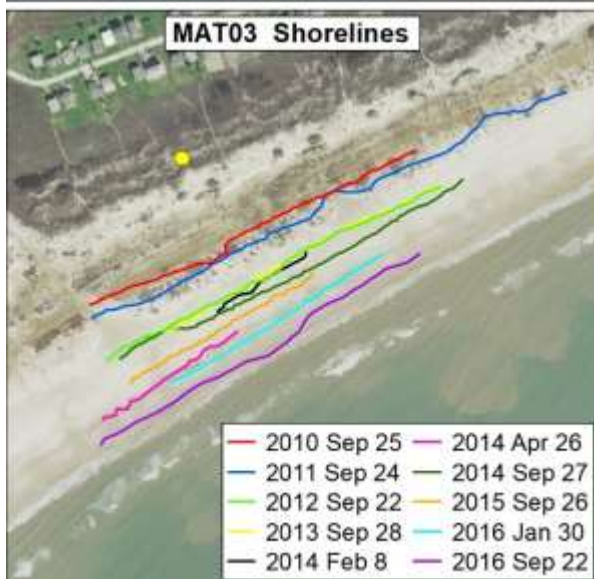 MAT03 Shorelines
2010 Sep 25
2011 Sep 24
2012 Sep 22
2013 Sep 28
2014 Feb 8
2014 Apr 26
2014 Sep 27
2015 Sep 26
2016 Jan 30
2016 Sep 22